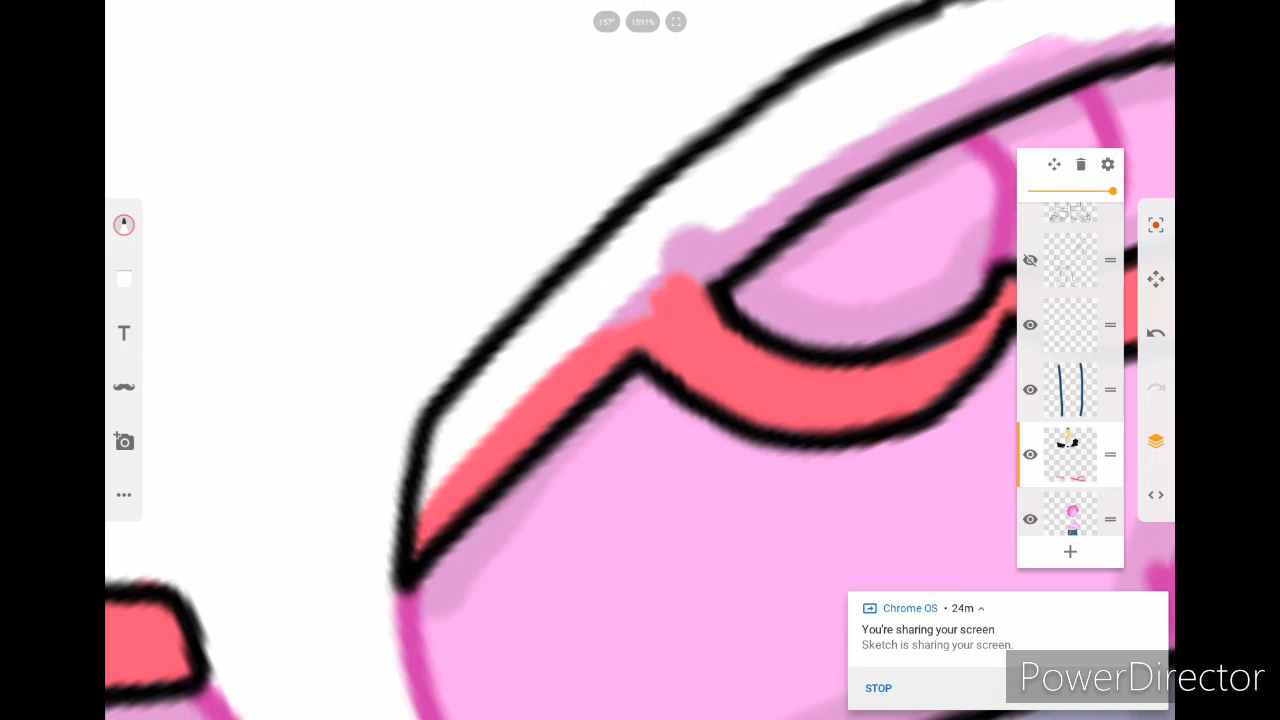 157° 1591%
T
Chrome OS • 24m
You're sharing your screen
Sketch is sharing your screen.
STOP
PowerDirector